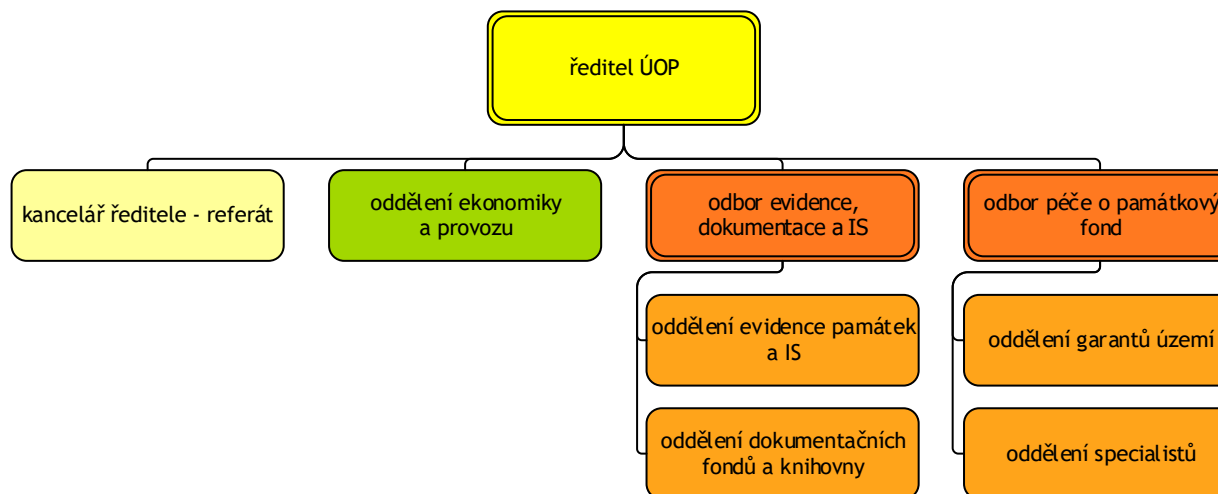 ředitel ÚOP
kancelář ředitele - referát
oddělení ekonomiky
a provozu
odbor evidence,
dokumentace a IS
odbor péče o památkový
fond
oddělení evidence památek
a IS
oddělení garantů území
oddělení dokumentačních
fondů a knihovny
oddělení specialistů